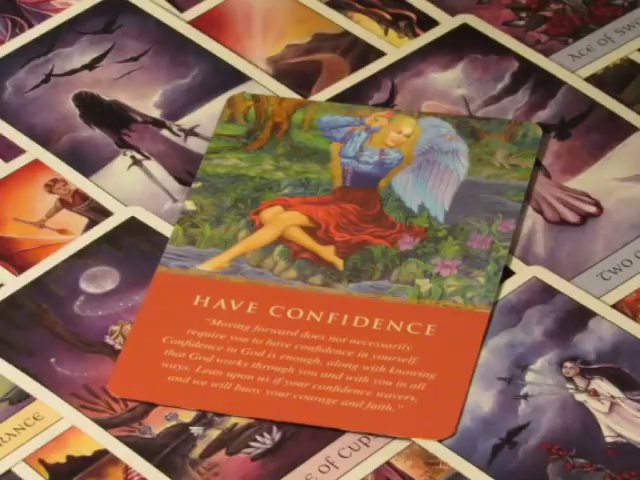 ACE OF SW
TWO O
HAVE CONFIDENCE
"Moving forward does not necessarily
require you to have confidence in yourself.
Confidence in God is enough, along with knowing
that God works through you and with you in all
ways. Lean upon us if your confidence wavers,
and we will buoy your courage and faith."
RANCE
E OF CUP